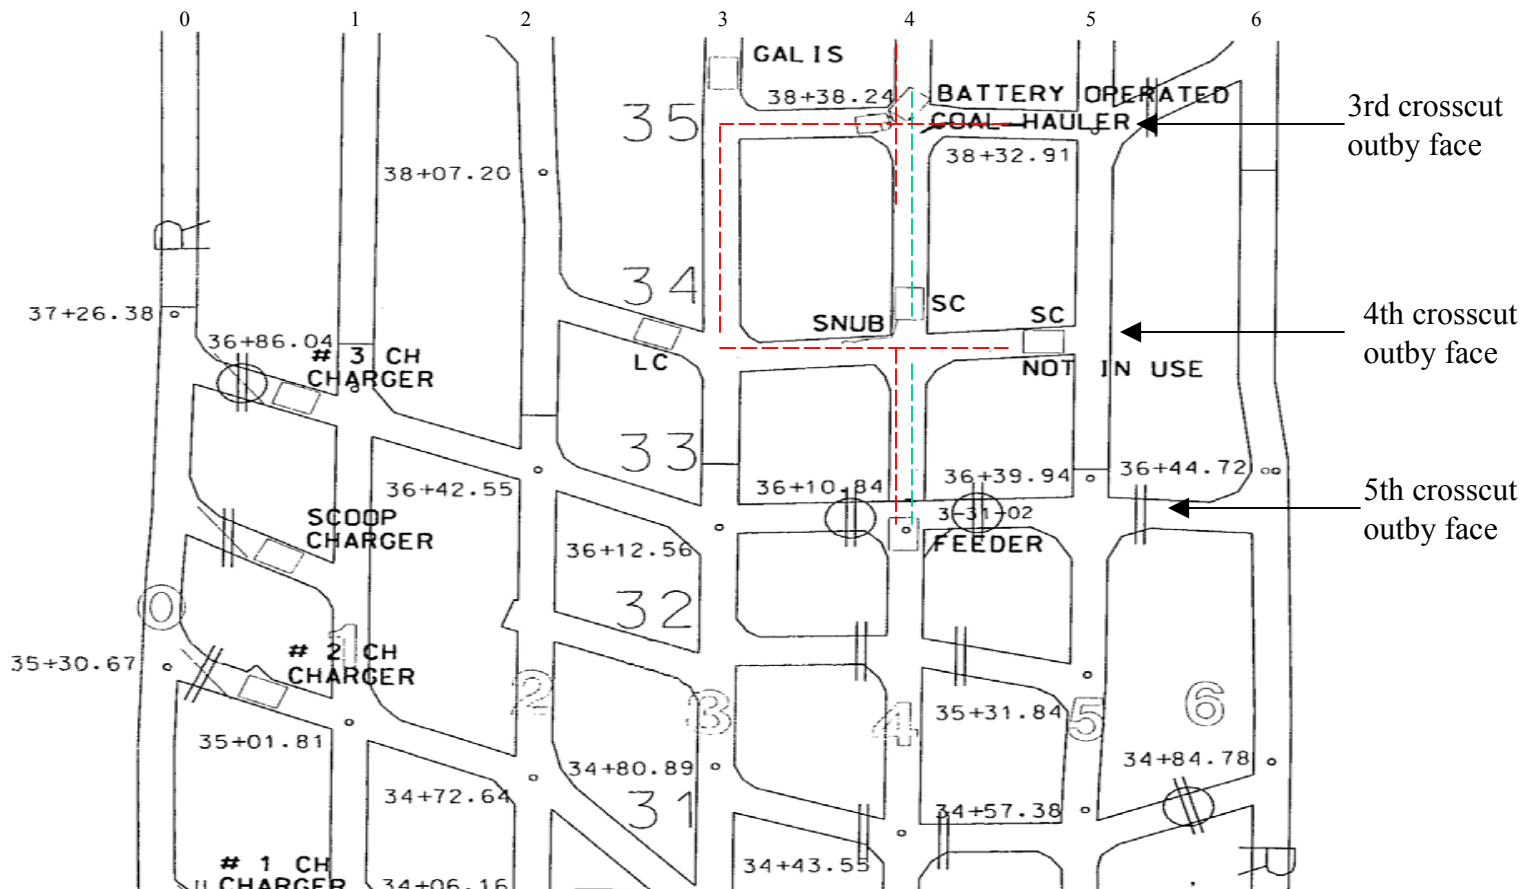 0 1 2 3 4 5 6
GALIS
38+38.24 BATTERY OPERATED
35 COAL HAULER
3rd crosscut
outby face
38+32.91
38+07.20
R
34
SC
37+26.38
SNUB
SC
4th crosscut
outby face
36+86.04
# 3 CH
CHARGER
LC
NOT IN USE
33
36+42.55
36+10.84
36+39.94
36+44.72
5th crosscut
outby face
SCOOP
CHARGER
3-31-02
FEEDER
36+12.56
0
32
1
# 2 CH
CHARGER
35+30.67
2 3 4 5 6
35+31.84
35+01.81
34+80.89
34+84.78
34+72.64
31
34+57.38
# 1 CH
CHARGER
34+43.55
R
34+06.16